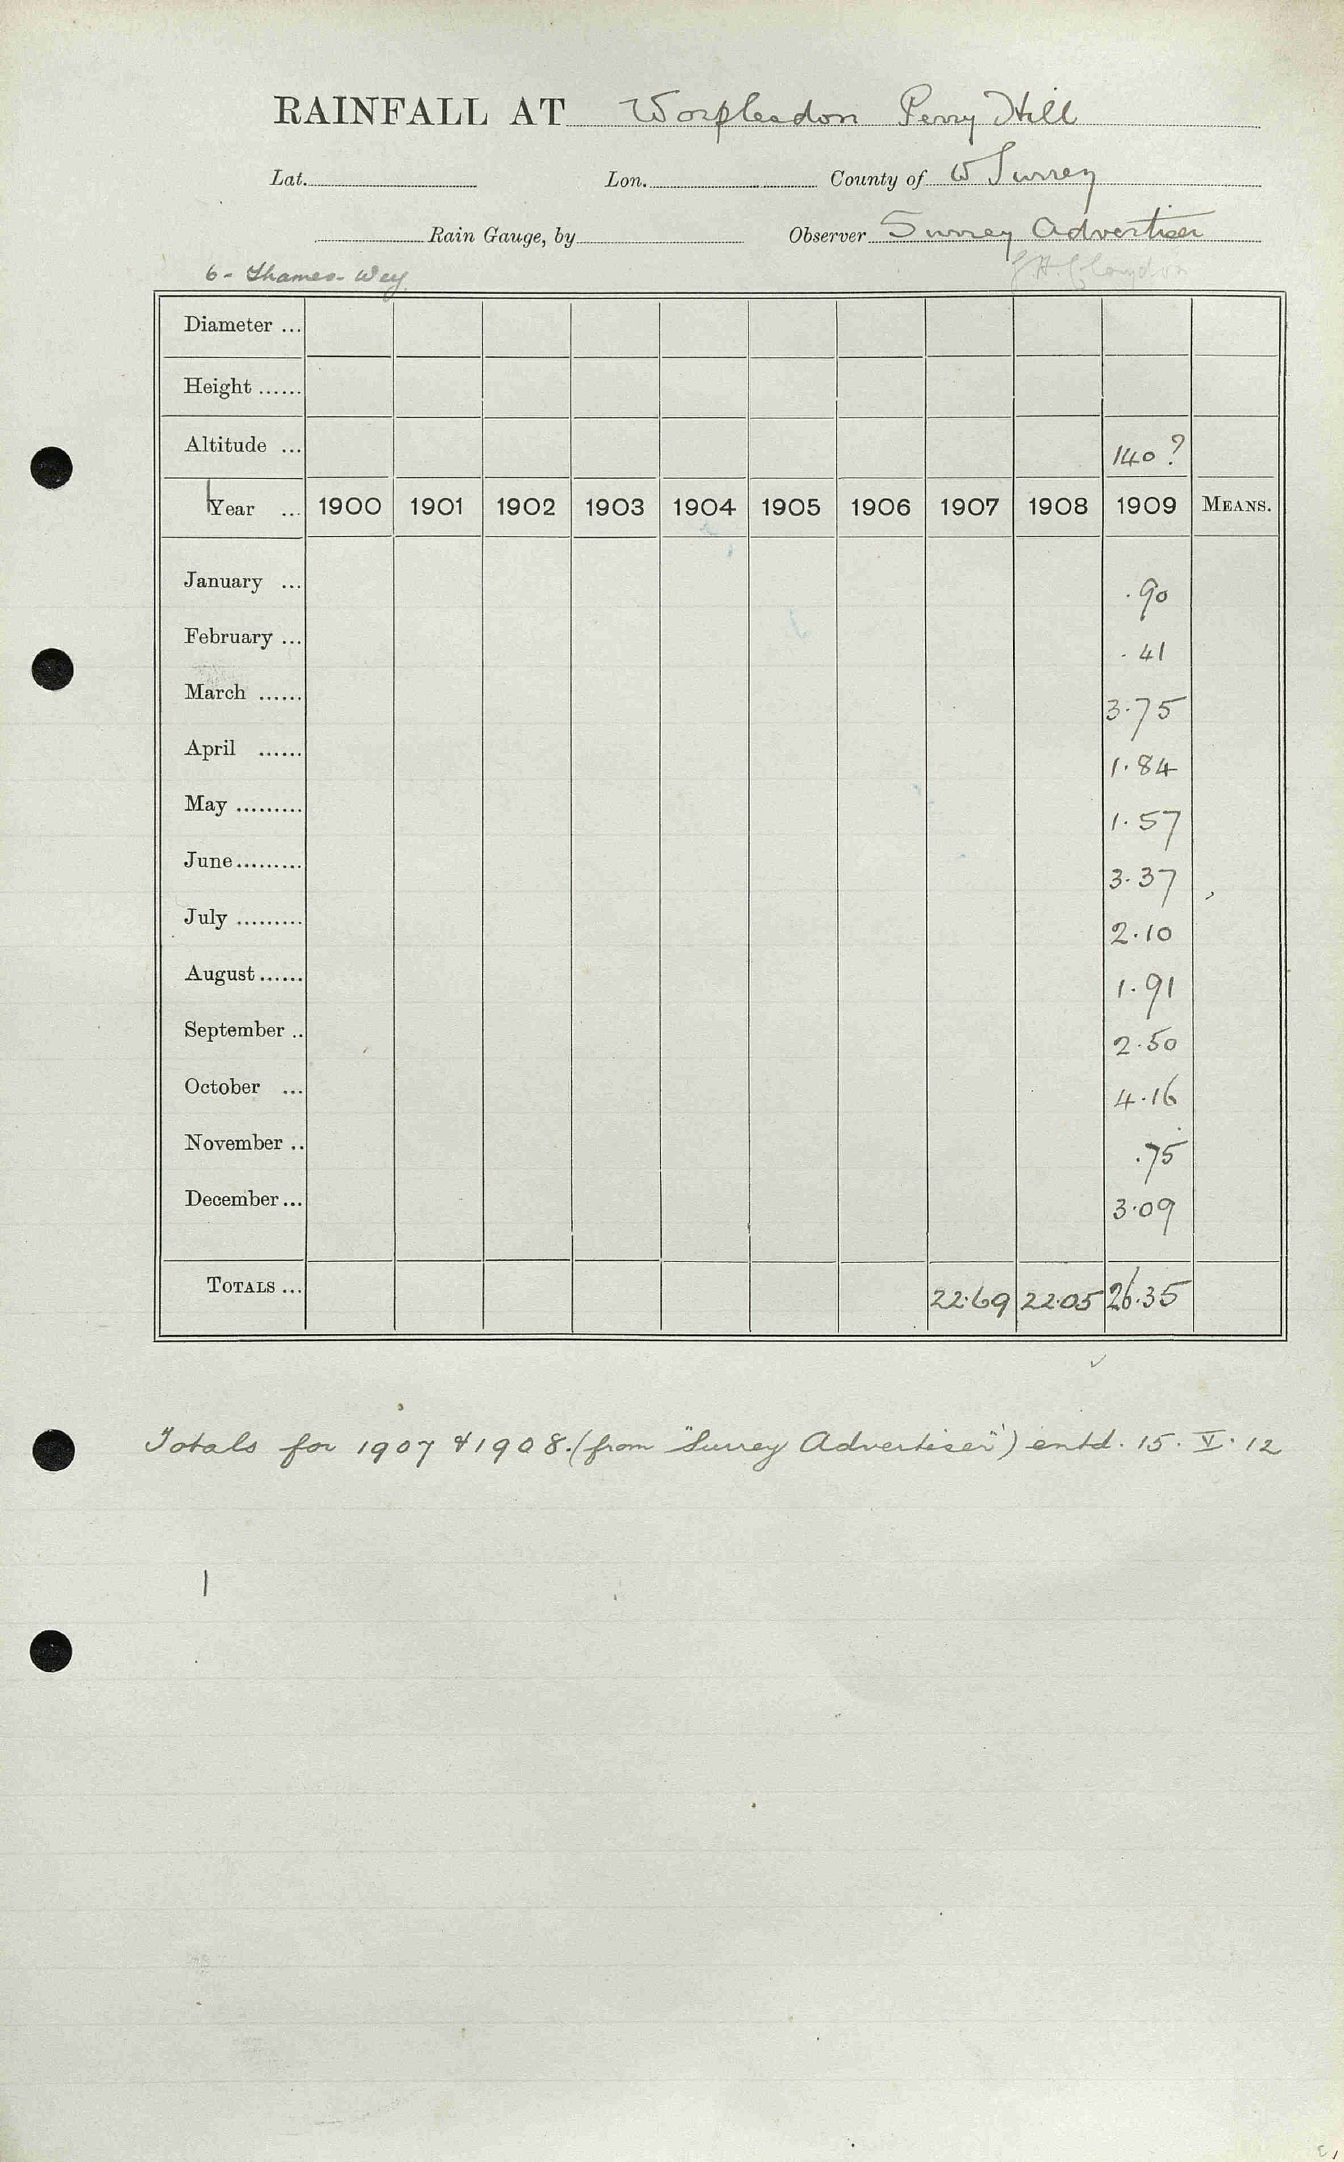 RAINFALL AT Worplesdon Perry Hill
Lat. Lon. County of W Surrey
Rain Gauge, by Observer Surrey Advertiser
6 - Thames - Wey
Diameter ...
Height ......
Altitude ... 140 ?
Year ... 1900 1901 1902 1903 1904 1905 1906 1907 1908 1909 MEANS.
January ... .90
February ... .41
March ...... 3.75
April ...... 1.84
May ......... 1.57
June ......... 3.37
July ......... 2.10
August ...... 1.91
September .. 2.50
October ... 4.16
November .. .75
December ... 3.09
TOTALS ... 22.69 22.05 26.35
Totals for 1907 & 1908. (from "Surrey Advertiser") entd. 15. V. 12